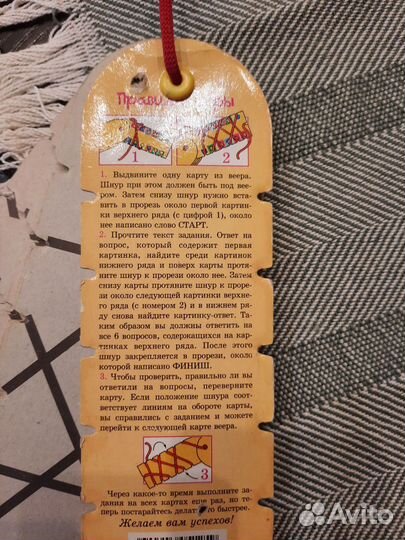 Правила игры
1
2
1. Выдвините одну карту из веера.
Шнур при этом должен быть под вее-
ром. Затем снизу шнур нужно вста-
вить в прорезь около первой картин-
ки верхнего ряда (с цифрой 1), около
нее написано слово СТАРТ.
2. Прочтите текст задания. Ответ на
вопрос, который содержит первая
картинка, найдите среди картинок
нижнего ряда и поверх карты протя-
ните шнур к прорези около нее. Затем
снизу карты протяните шнур к проре-
зи около следующей картинки верхне-
го ряда (с номером 2) и в нижнем ря-
ду снова найдите картинку-ответ. Та-
ким образом вы должны ответить на
все 6 вопросов, содержащихся на кар-
тинках верхнего ряда. После этого
шнур закрепляется в прорези, около
которой написано ФИНИШ.
3. Чтобы проверить, правильно ли вы
ответили на вопросы, переверните
карту. Если положение шнура соот-
ветствует линиям на обороте карты,
вы справились с заданием и можете
перейти к следующей карте веера.
3
Через какое-то время выполните за-
дания на всех картах еще раз, но те-
перь постарайтесь делать это быстрее.
Желаем вам успехов!
Avito